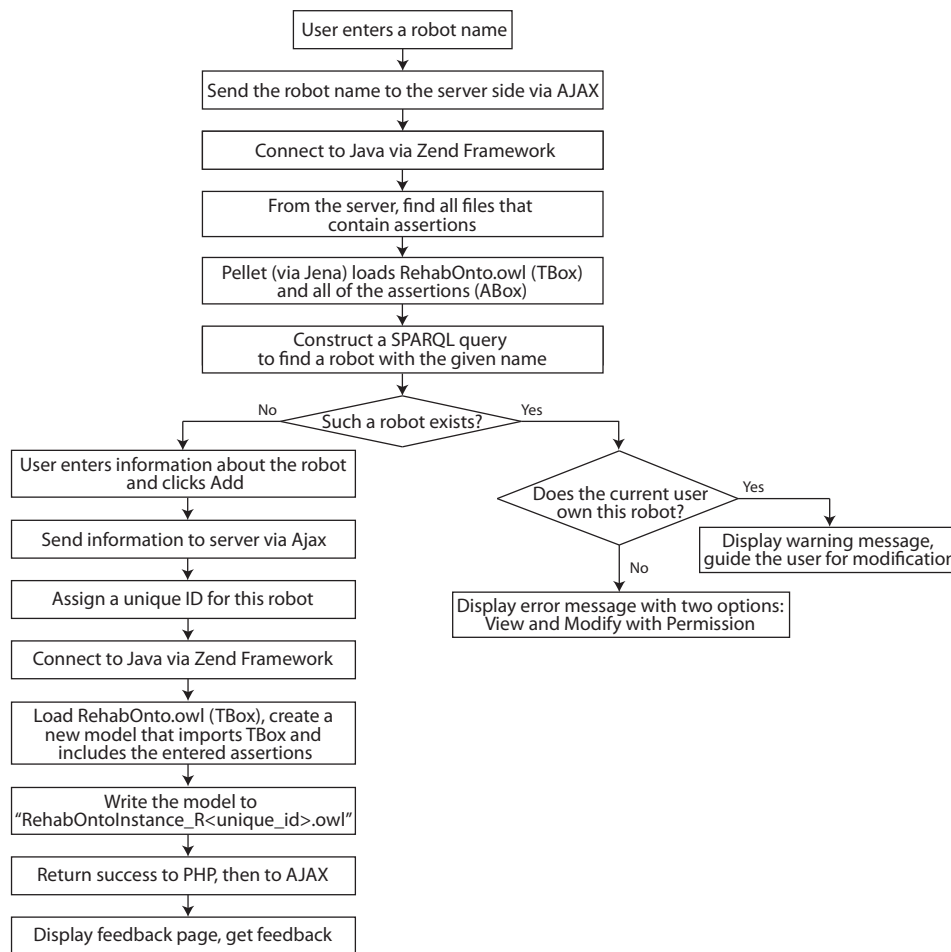 User enters a robot name
Send the robot name to the server side via AJAX
Connect to Java via Zend Framework
From the server, find all files that
contain assertions
Pellet (via Jena) loads RehabOnto.owl (TBox)
and all of the assertions (ABox)
Construct a SPARQL query
to find a robot with the given name
No
Such a robot exists?
Yes
User enters information about the robot
and clicks Add
Does the current user
own this robot?
Yes
Send information to server via Ajax
Display warning message,
guide the user for modification
No
Assign a unique ID for this robot
Display error message with two options:
View and Modify with Permission
Connect to Java via Zend Framework
Load RehabOnto.owl (TBox), create a
new model that imports TBox and
includes the entered assertions
Write the model to
“RehabOntoInstance_R<unique_id>.owl”
Return success to PHP, then to AJAX
Display feedback page, get feedback